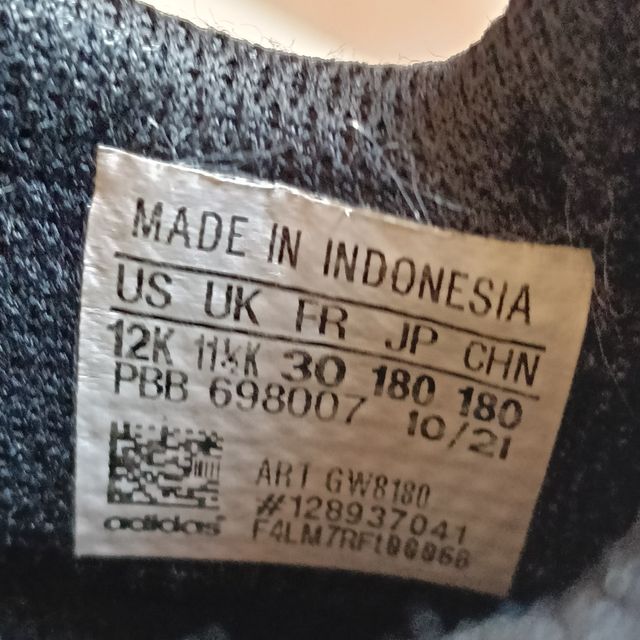 MADE IN INDONESIA
US UK FR JP CHN
12K 11½K 30 180 180
PBB 698007 10/21
ART GW8180
#128937041
adidas